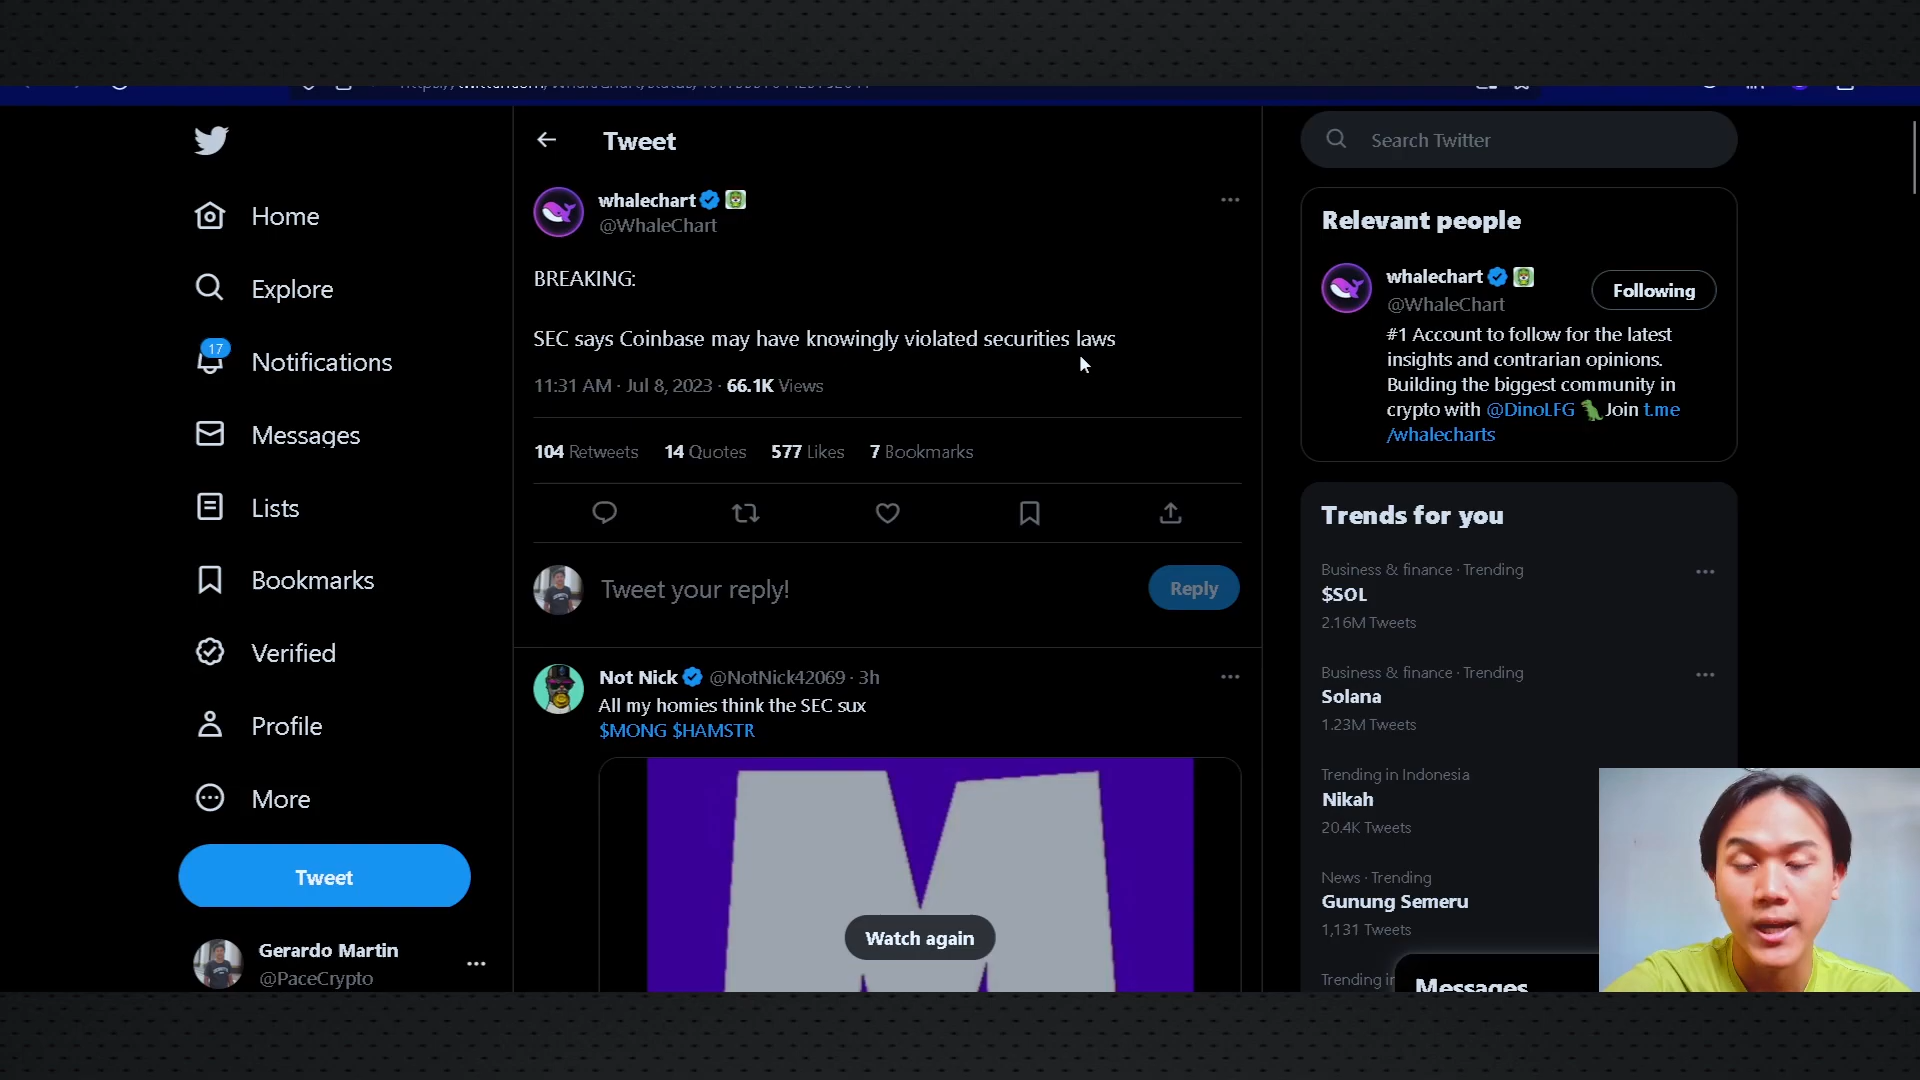 Tweet
Search Twitter
Home
Explore
17
Notifications
Messages
Lists
Bookmarks
Verified
Profile
More
Tweet
Gerardo Martin
@PaceCrypto
whalechart
@WhaleChart
BREAKING:
SEC says Coinbase may have knowingly violated securities laws
11:31 AM · Jul 8, 2023 · 66.1K Views
104 Retweets 14 Quotes 577 Likes 7 Bookmarks
Tweet your reply!
Reply
Not Nick @NotNick42069 · 3h
All my homies think the SEC sux
$MONG $HAMSTR
M
Watch again
Relevant people
whalechart
@WhaleChart
Following
#1 Account to follow for the latest
insights and contrarian opinions.
Building the biggest community in
crypto with @DinoLFG Join t.me
/whalecharts
Trends for you
Business & finance · Trending
$SOL
2.16M Tweets
Business & finance · Trending
Solana
1.23M Tweets
Trending in Indonesia
Nikah
20.4K Tweets
News · Trending
Gunung Semeru
1,131 Tweets
Trending
Messages